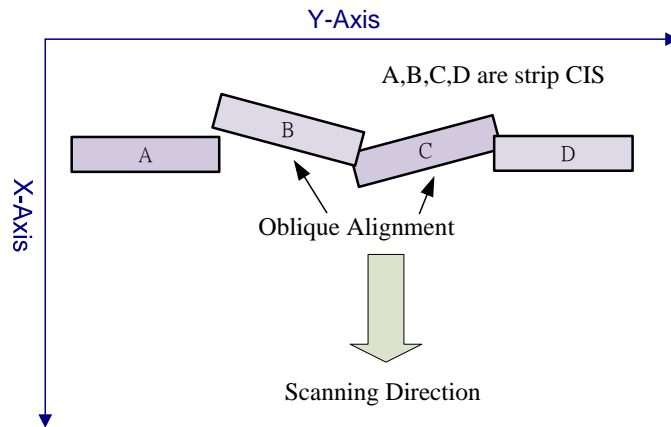 Y-Axis
A,B,C,D are strip CIS
A
B
C
D
X-Axis
Oblique Alignment
Scanning Direction